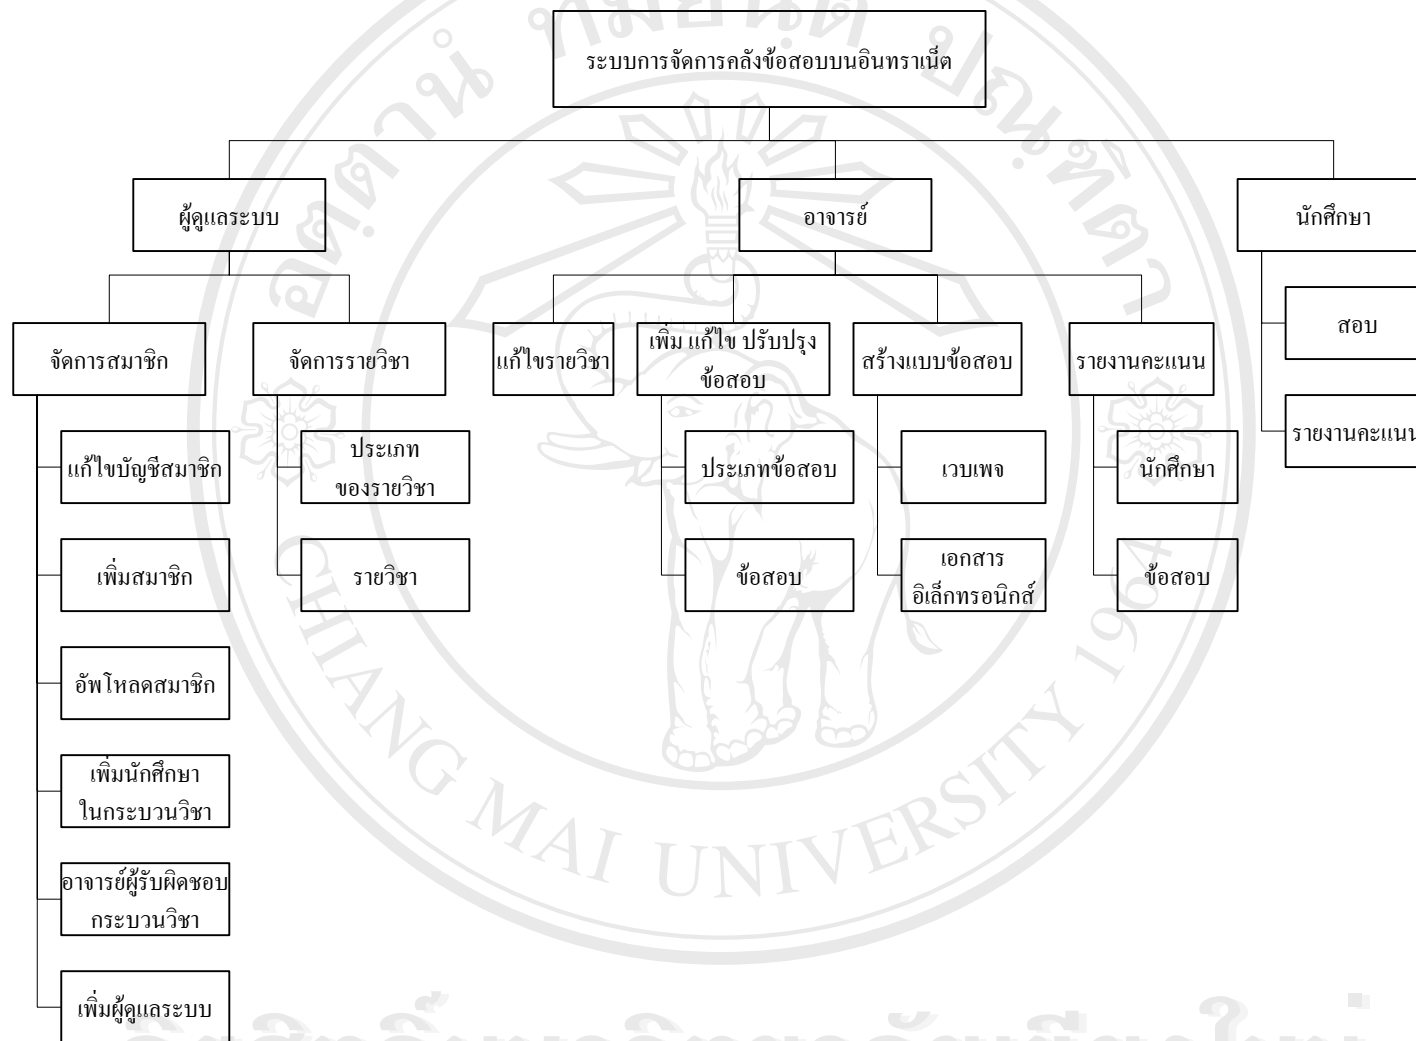 ระบบการจัดการคลังข้อสอบบนอินทราเน็ต
ผู้ดูแลระบบ
อาจารย์
นักศึกษา
จัดการสมาชิก
จัดการรายวิชา
แก้ไขรายวิชา
เพิ่ม แก้ไข ปรับปรุง
ข้อสอบ
สร้างแบบข้อสอบ
รายงานคะแนน
สอบ
รายงานคะแนน
แก้ไขบัญชีสมาชิก
ประเภท
ของรายวิชา
ประเภทข้อสอบ
เวบเพจ
นักศึกษา
เพิ่มสมาชิก
รายวิชา
ข้อสอบ
เอกสาร
อิเล็กทรอนิกส์
ข้อสอบ
อัพโหลดสมาชิก
เพิ่มนักศึกษา
ในกระบวนวิชา
อาจารย์ผู้รับผิดชอบ
กระบวนวิชา
เพิ่มผู้ดูแลระบบ
CHIANG MAI UNIVERSITY 1964